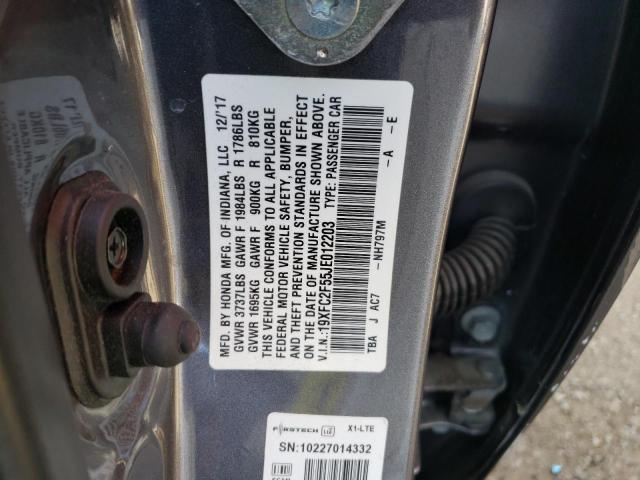 MFD. BY HONDA MFG. OF INDIANA, LLC 12/17
GVWR 3737LBS GAWR F 1984LBS R 1786LBS
GVWR 1695KG GAWR F 900KG R 810KG
THIS VEHICLE CONFORMS TO ALL APPLICABLE
FEDERAL MOTOR VEHICLE SAFETY, BUMPER,
AND THEFT PREVENTION STANDARDS IN EFFECT
ON THE DATE OF MANUFACTURE SHOWN ABOVE.
V.I.N.:19XFC2F55JE012203 TYPE: PASSENGER CAR
TBA J AC7 -NH797M -A -E
FIRSTECH LTE X1-LTE
SN:10227014332